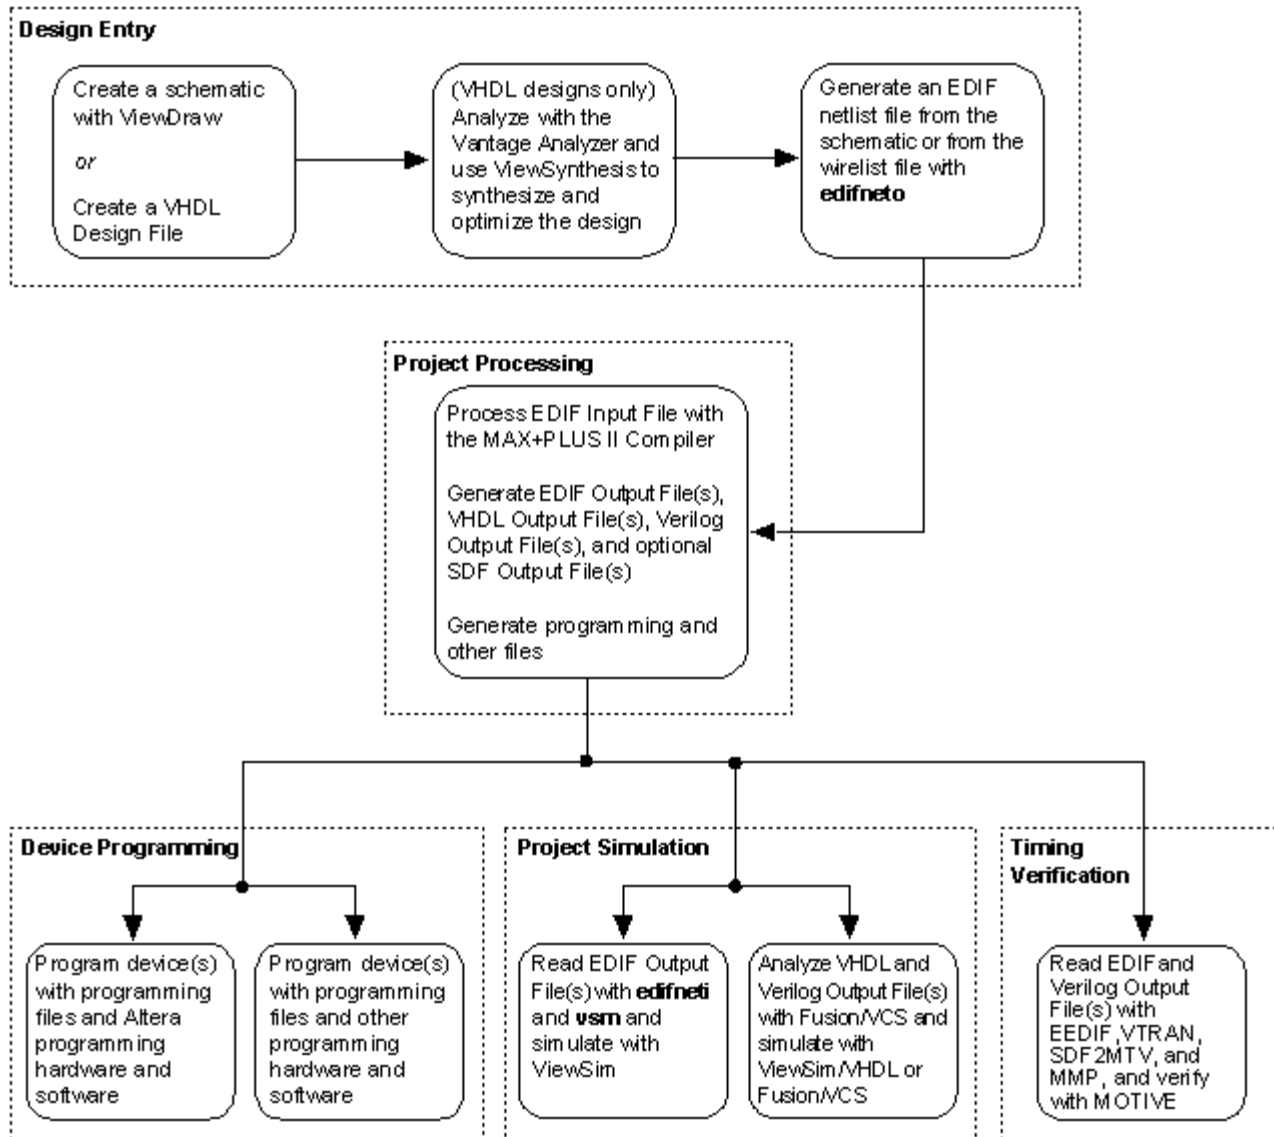 Design Entry
Create a schematic
with ViewDraw
or
Create a VHDL
Design File
(VHDL designs only)
Analyze with the
Vantage Analyzer and
use ViewSynthesis to
synthesize and
optimize the design
Generate an EDIF
netlist file from the
schematic or from the
wirelist file with
edifneto
Project Processing
Process EDIF Input File with
the MAX+PLUS II Compiler
Generate EDIF Output File(s),
VHDL Output File(s), Verilog
Output File(s), and optional
SDF Output File(s)
Generate programming and
other files
Device Programming
Program device(s)
with programming
files and Altera
programming
hardware and
software
Program device(s)
with programming
files and other
programming
hardware and
software
Project Simulation
Read EDIF Output
File(s) with edifneti
and vsm and
simulate with
ViewSim
Analyze VHDL and
Verilog Output File(s)
with Fusion/VCS and
simulate with
ViewSim/VHDL or
Fusion/VCS
Timing
Verification
Read EDIF and
Verilog Output
File(s) with
EEDIF, VTRAN,
SDF2MTV, and
MMP, and verify
with MOTIVE